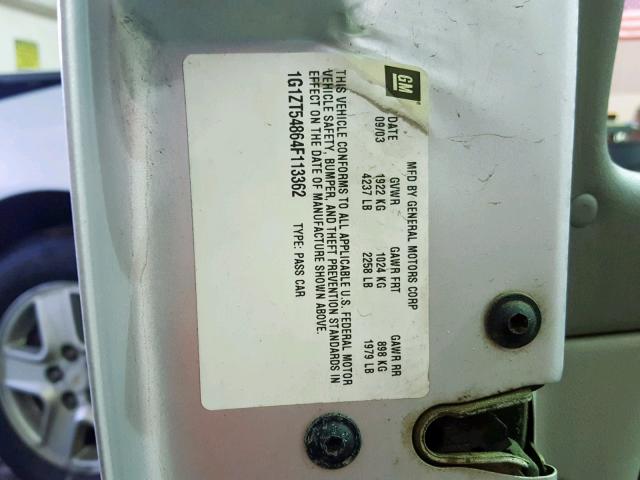 GM
MFD BY GENERAL MOTORS CORP
DATE GVWR GAWR FRT GAWR RR
09/03 1922 KG 1024 KG 898 KG
4237 LB 2258 LB 1979 LB
THIS VEHICLE CONFORMS TO ALL APPLICABLE U.S. FEDERAL MOTOR
VEHICLE SAFETY, BUMPER, AND THEFT PREVENTION STANDARDS IN
EFFECT ON THE DATE OF MANUFACTURE SHOWN ABOVE.
1G1ZT54864F113362 TYPE: PASS CAR